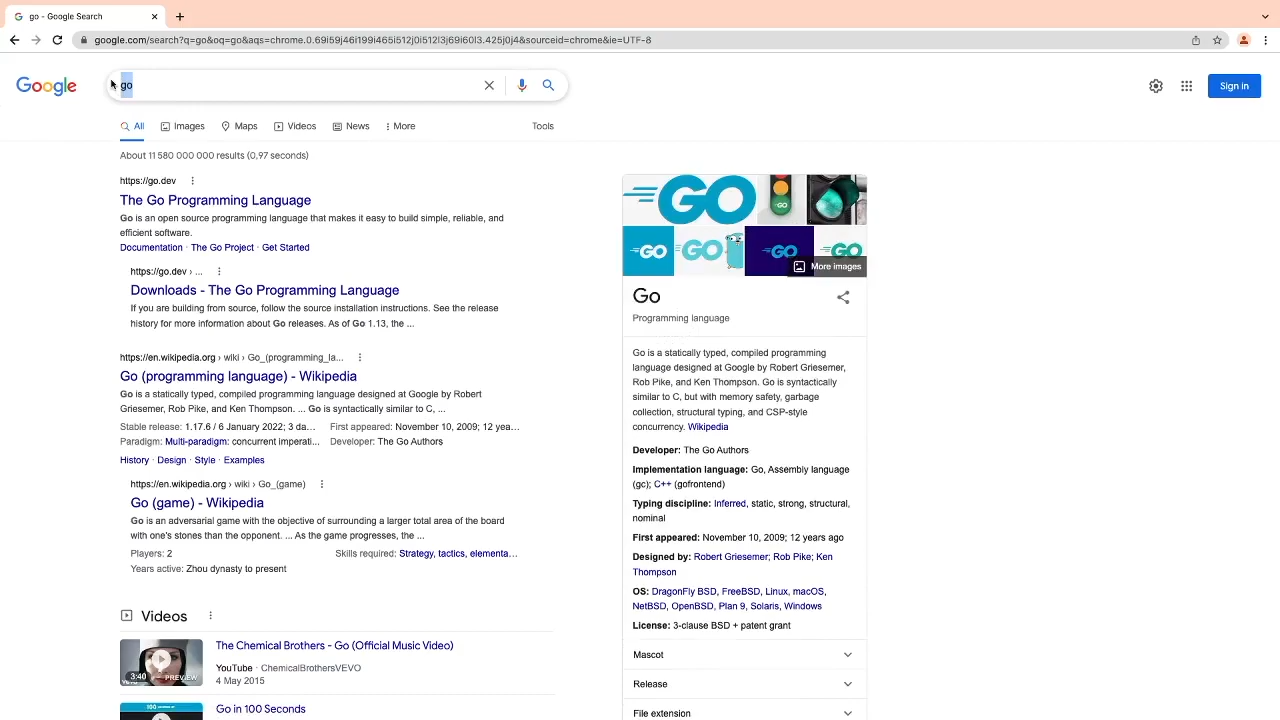 go - Google Search
google.com/search?q=go&oq=go&aqs=chrome.0.69i59j46i199i465i512j0i512l3j69i60l3.425j0j4&sourceid=chrome&ie=UTF-8
Google
go
Sign in
All Images Maps Videos News More Tools
About 11 580 000 000 results (0,97 seconds)
https://go.dev
The Go Programming Language
Go is an open source programming language that makes it easy to build simple, reliable, and
efficient software.
Documentation · The Go Project · Get Started
https://go.dev › ...
Downloads - The Go Programming Language
If you are building from source, follow the source installation instructions. See the release
history for more information about Go releases. As of Go 1.13, the ...
https://en.wikipedia.org › wiki › Go_(programming_la...
Go (programming language) - Wikipedia
Go is a statically typed, compiled programming language designed at Google by Robert
Griesemer, Rob Pike, and Ken Thompson. ... Go is syntactically similar to C, ...
Stable release: 1.17.6 / 6 January 2022; 3 da... First appeared: November 10, 2009; 12 yea...
Paradigm: Multi-paradigm: concurrent imperati... Developer: The Go Authors
History · Design · Style · Examples
https://en.wikipedia.org › wiki › Go_(game)
Go (game) - Wikipedia
Go is an adversarial game with the objective of surrounding a larger total area of the board
with one's stones than the opponent. ... As the game progresses, the ...
Players: 2 Skills required: Strategy, tactics, elementa...
Years active: Zhou dynasty to present
Videos
3:40
PREVIEW
The Chemical Brothers - Go (Official Music Video)
YouTube · ChemicalBrothersVEVO
4 May 2015
Go in 100 Seconds
GO
GO
GO
GO
GO
GO
More images
Go
Programming language
Go is a statically typed, compiled programming
language designed at Google by Robert Griesemer,
Rob Pike, and Ken Thompson. Go is syntactically
similar to C, but with memory safety, garbage
collection, structural typing, and CSP-style
concurrency. Wikipedia
Developer: The Go Authors
Implementation language: Go, Assembly language
(gc); C++ (gofrontend)
Typing discipline: Inferred, static, strong, structural,
nominal
First appeared: November 10, 2009; 12 years ago
Designed by: Robert Griesemer; Rob Pike; Ken
Thompson
OS: DragonFly BSD, FreeBSD, Linux, macOS,
NetBSD, OpenBSD, Plan 9, Solaris, Windows
License: 3-clause BSD + patent grant
Mascot
Release
File extension